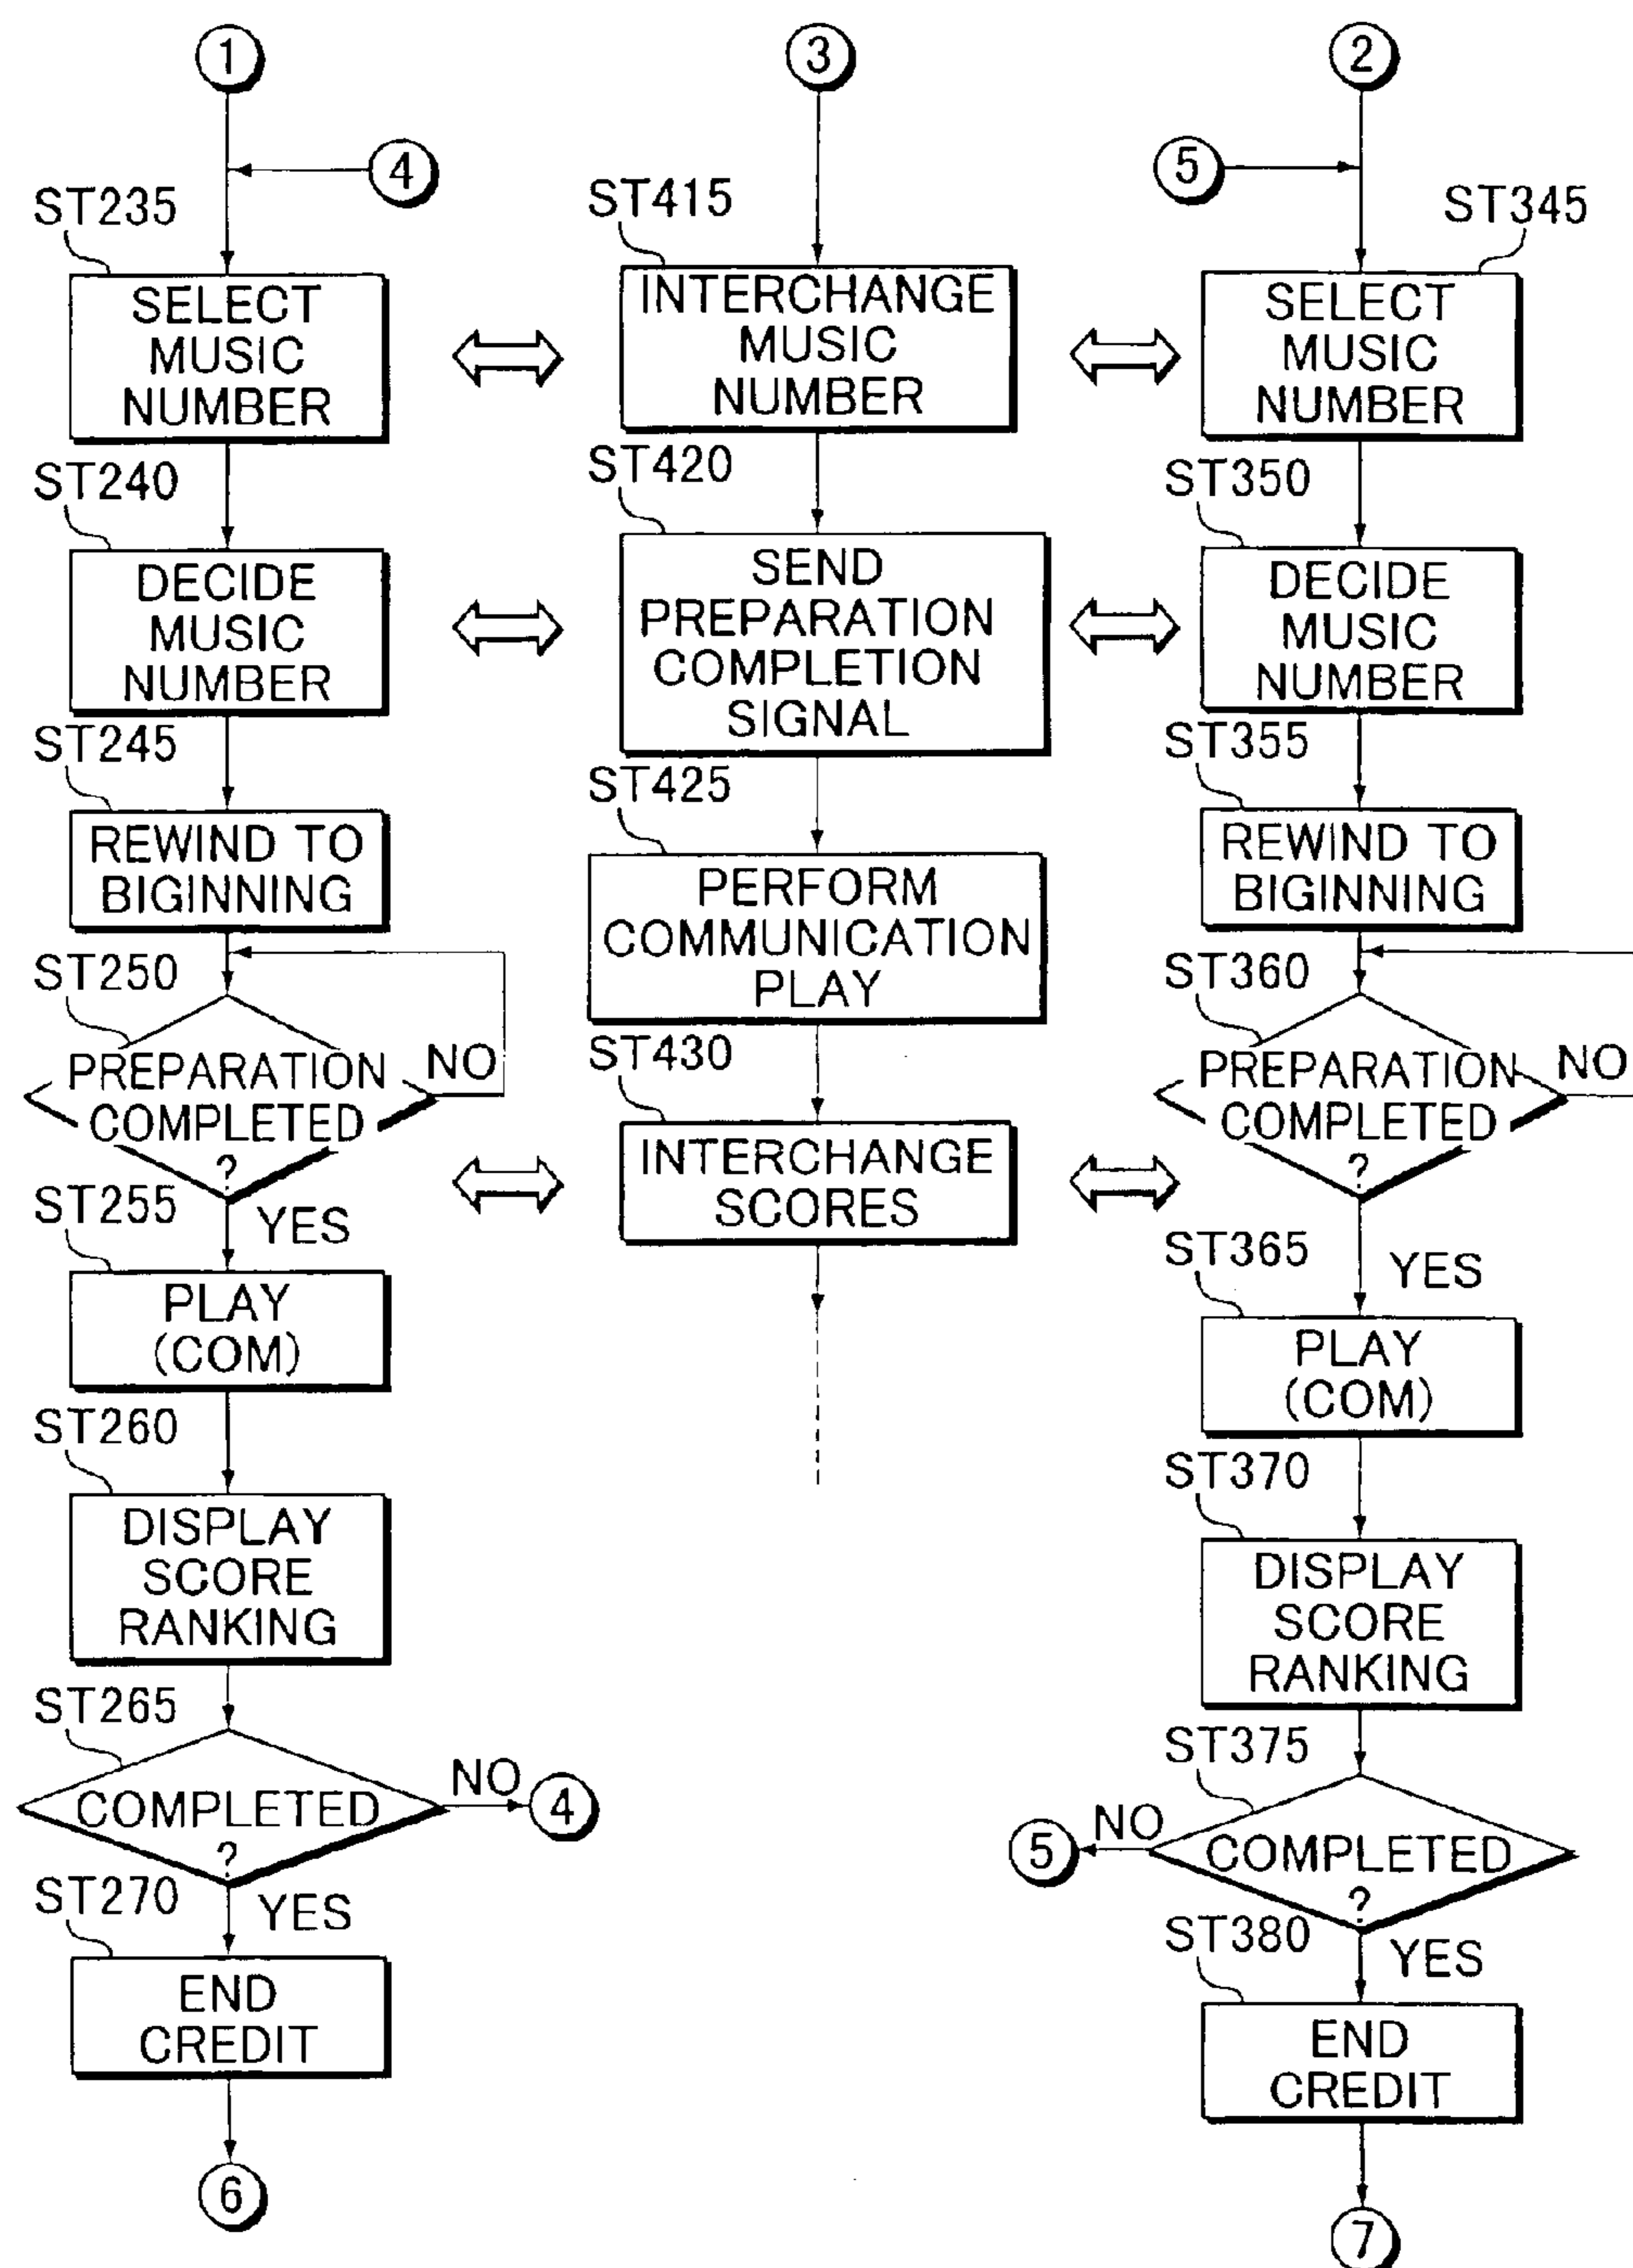 1
3
2
4
5
ST235
SELECT
MUSIC
NUMBER
ST240
DECIDE
MUSIC
NUMBER
ST245
REWIND TO
BIGINNING
ST250
PREPARATION
COMPLETED
?
NO
ST255
YES
PLAY
(COM)
ST260
DISPLAY
SCORE
RANKING
ST265
COMPLETED
?
NO
4
ST270
YES
END
CREDIT
6
ST415
INTERCHANGE
MUSIC
NUMBER
ST420
SEND
PREPARATION
COMPLETION
SIGNAL
ST425
PERFORM
COMMUNICATION
PLAY
ST430
INTERCHANGE
SCORES
ST345
SELECT
MUSIC
NUMBER
ST350
DECIDE
MUSIC
NUMBER
ST355
REWIND TO
BIGINNING
ST360
PREPARATION
COMPLETED
?
NO
ST365
YES
PLAY
(COM)
ST370
DISPLAY
SCORE
RANKING
ST375
COMPLETED
?
NO
5
ST380
YES
END
CREDIT
7